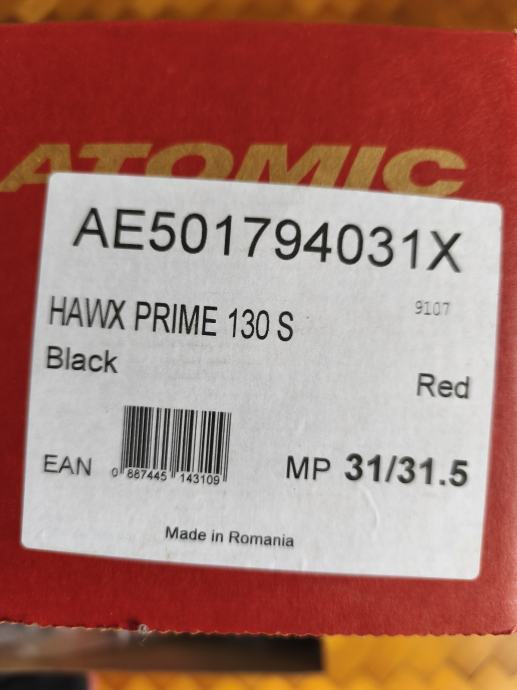 ATOMIC
AE501794031X
HAWX PRIME 130 S
9107
Black
Red
EAN
0 887445 143109
MP 31/31.5
Made in Romania